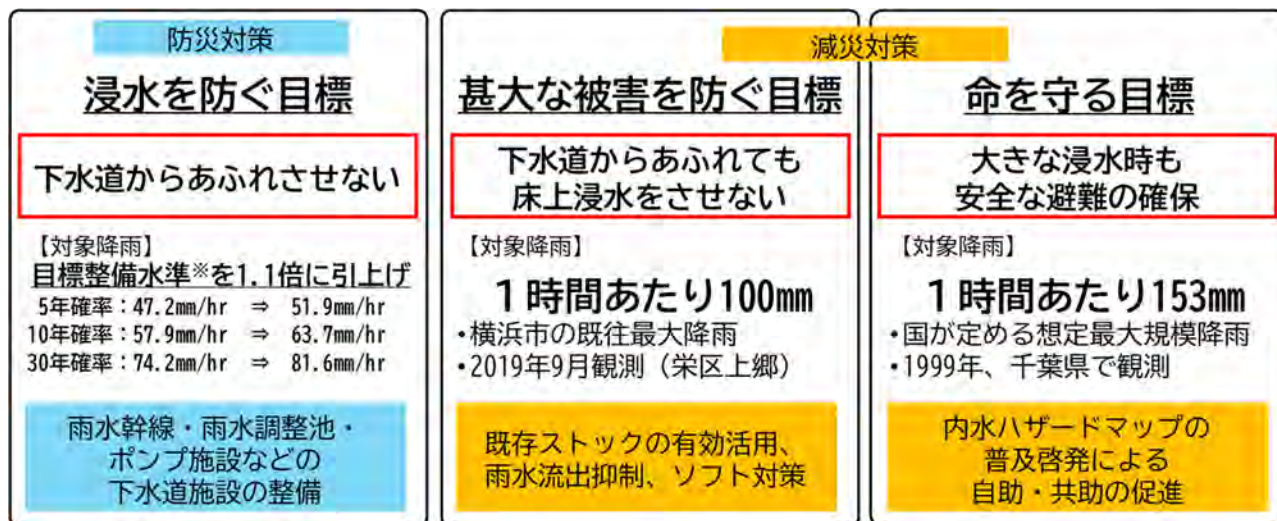 防災対策
浸水を防ぐ目標
下水道からあふれさせない
【対象降雨】
目標整備水準※を1.1倍に引上げ
5年確率：47.2mm/hr ⇒ 51.9mm/hr
10年確率：57.9mm/hr ⇒ 63.7mm/hr
30年確率：74.2mm/hr ⇒ 81.6mm/hr
雨水幹線・雨水調整池・
ポンプ施設などの
下水道施設の整備
減災対策
甚大な被害を防ぐ目標
下水道からあふれても
床上浸水をさせない
【対象降雨】
１時間あたり100㎜
・横浜市の既往最大降雨
・2019年9月観測（栄区上郷）
既存ストックの有効活用、
雨水流出抑制、ソフト対策
命を守る目標
大きな浸水時も
安全な避難の確保
【対象降雨】
１時間あたり153㎜
・国が定める想定最大規模降雨
・1999年、千葉県で観測
内水ハザードマップの
普及啓発による
自助・共助の促進